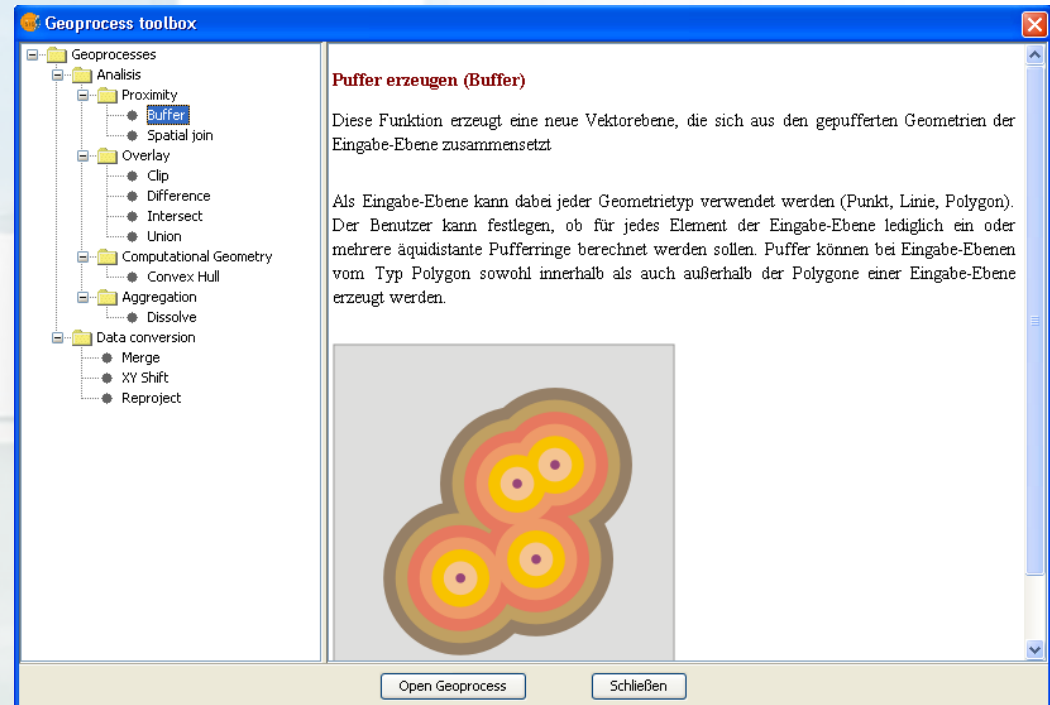 Geoprocess toolbox
Geoprocesses
Analisis
Proximity
Buffer
Spatial join
Overlay
Clip
Difference
Intersect
Union
Computational Geometry
Convex Hull
Aggregation
Dissolve
Data conversion
Merge
XY Shift
Reproject
Puffer erzeugen (Buffer)
Diese Funktion erzeugt eine neue Vektorebene, die sich aus den gepufferten Geometrien der
Eingabe-Ebene zusammensetzt
Als Eingabe-Ebene kann dabei jeder Geometrietyp verwendet werden (Punkt, Linie, Polygon).
Der Benutzer kann festlegen, ob für jedes Element der Eingabe-Ebene lediglich ein oder
mehrere äquidistante Pufferringe berechnet werden sollen. Puffer können bei Eingabe-Ebenen
vom Typ Polygon sowohl innerhalb als auch außerhalb der Polygone einer Eingabe-Ebene
erzeugt werden.
Open Geoprocess
Schließen